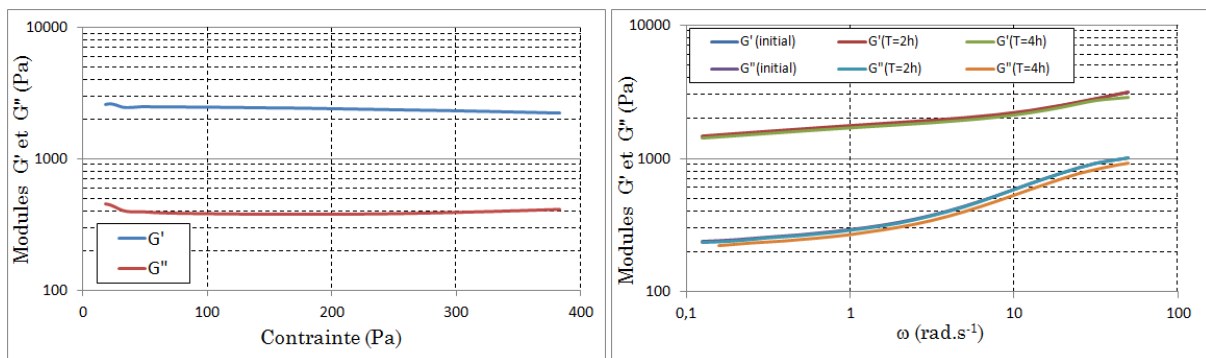 10000
1000
100
Modules G' et G'' (Pa)
G'
G''
0
100
200
300
400
Contrainte (Pa)
10000
1000
100
Modules G' et G'' (Pa)
G' (initial)
G'(T=2h)
G'(T=4h)
G''(initial)
G''(T=2h)
G''(T=4h)
0,1
1
10
100
ω (rad.s⁻¹)